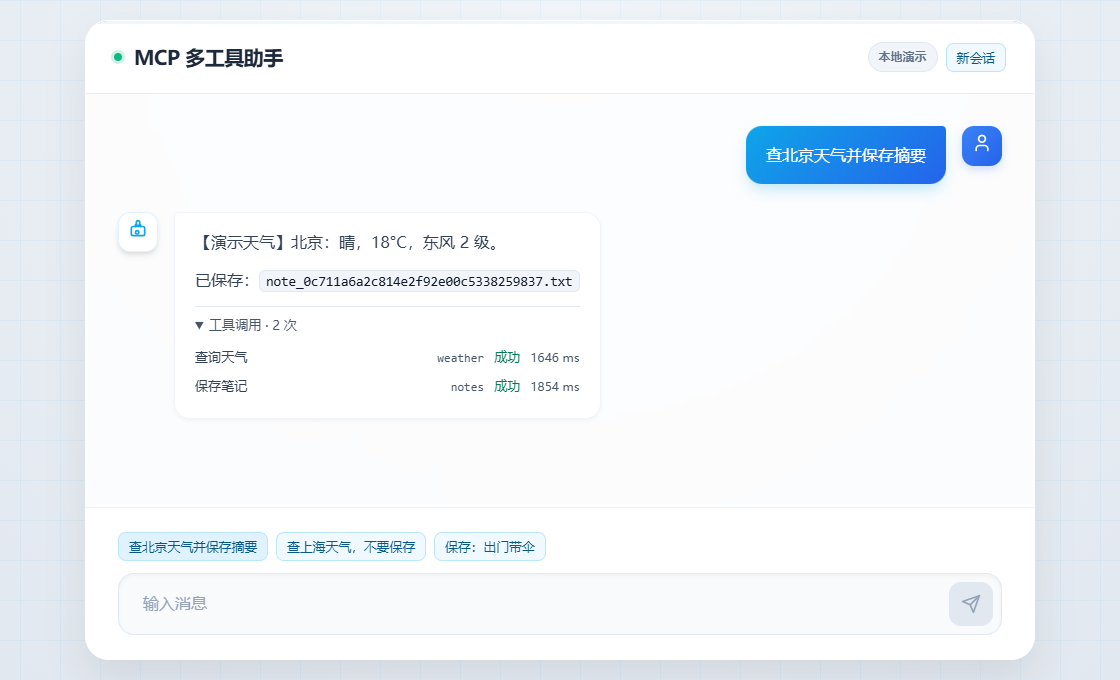 MCP 多工具助手
本地演示
新会话
查北京天气并保存摘要
【演示天气】北京：晴，18°C，东风 2 级。
已保存： note_0c711a6a2c814e2f92e00c5338259837.txt
▼ 工具调用 · 2 次
查询天气 weather 成功 1646 ms
保存笔记 notes 成功 1854 ms
查北京天气并保存摘要
查上海天气，不要保存
保存：出门带伞
输入消息